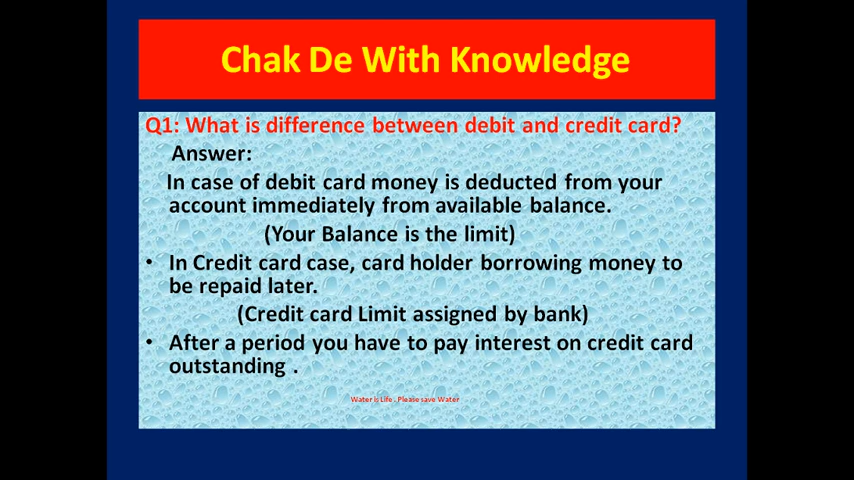 Chak De With Knowledge
Q1: What is difference between debit and credit card?
Answer:
In case of debit card money is deducted from your
account immediately from available balance.
(Your Balance is the limit)
• In Credit card case, card holder borrowing money to
be repaid later.
(Credit card Limit assigned by bank)
• After a period you have to pay interest on credit card
outstanding .
Water is Life . Please save Water